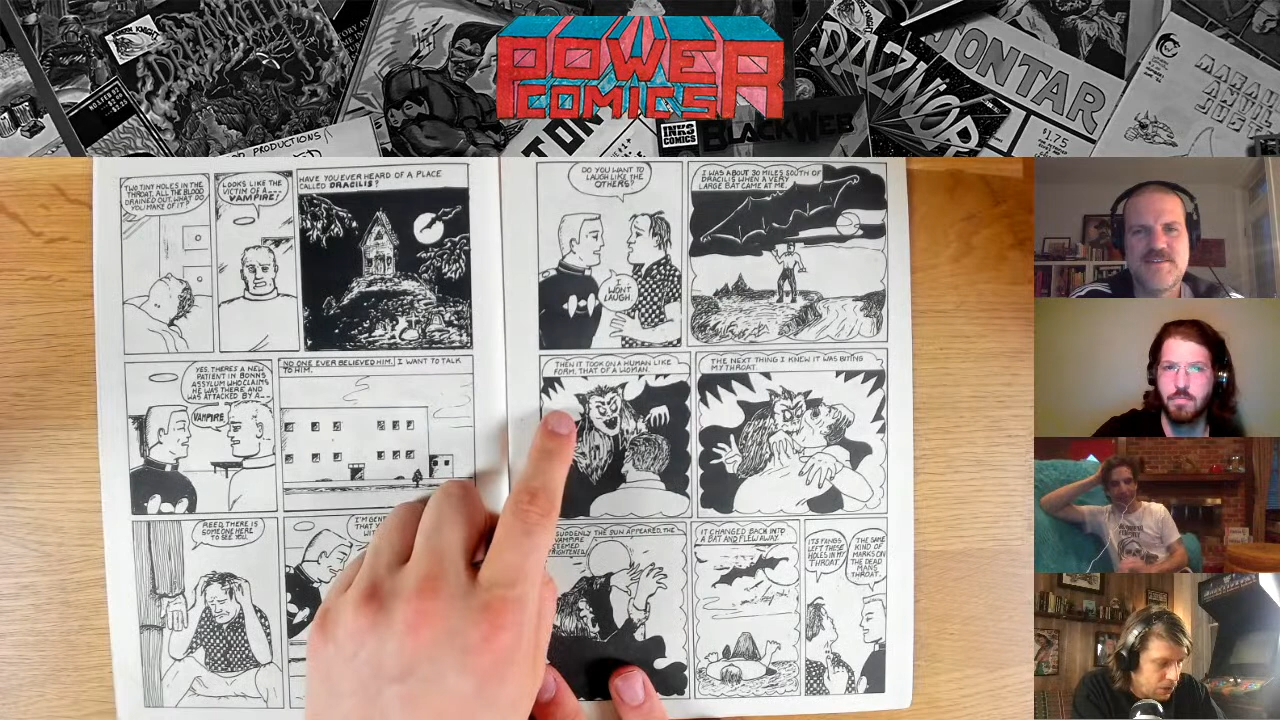 POWER
COMICS
BLACKWEB
INKS
COMICS
$1.75
TWO TINY HOLES IN THE
THROAT, ALL THE BLOOD
DRAINED OUT. WHAT DO
YOU MAKE OF IT?
LOOKS LIKE THE
VICTIM OF A...
VAMPIRE!
HAVE YOU EVER HEARD OF A PLACE
CALLED DRACILIS?
YES, THERES A NEW
PATIENT IN BONNS
ASSYLUM WHO CLAIMS
HE WAS THERE AND
WAS ATTACKED BY A...
VAMPIRE
NO ONE EVER BELIEVED HIM. I WANT TO TALK
TO HIM.
REED, THERE IS
SOMEONE HERE
TO SEE YOU.
DO YOU WANT TO
LAUGH LIKE THE
OTHERS?
I
WONT
LAUGH.
I WAS ABOUT 30 MILES SOUTH OF
DRACILIS WHEN A VERY
LARGE BAT CAME AT ME.
THEN IT TOOK ON A HUMAN LIKE
FORM, THAT OF A WOMAN.
THE NEXT THING I KNEW IT WAS BITING
MY THROAT.
SUDDENLY THE SUN APPEARED, THE
VAMPIRE
SEEMED
FRIGHTENED.
IT CHANGED BACK INTO
A BAT AND FLEW AWAY.
ITS FANGS
LEFT THESE
HOLES IN MY
THROAT.
THE SAME
KIND OF
MARKS ON
THE DEAD
MANS
THROAT.